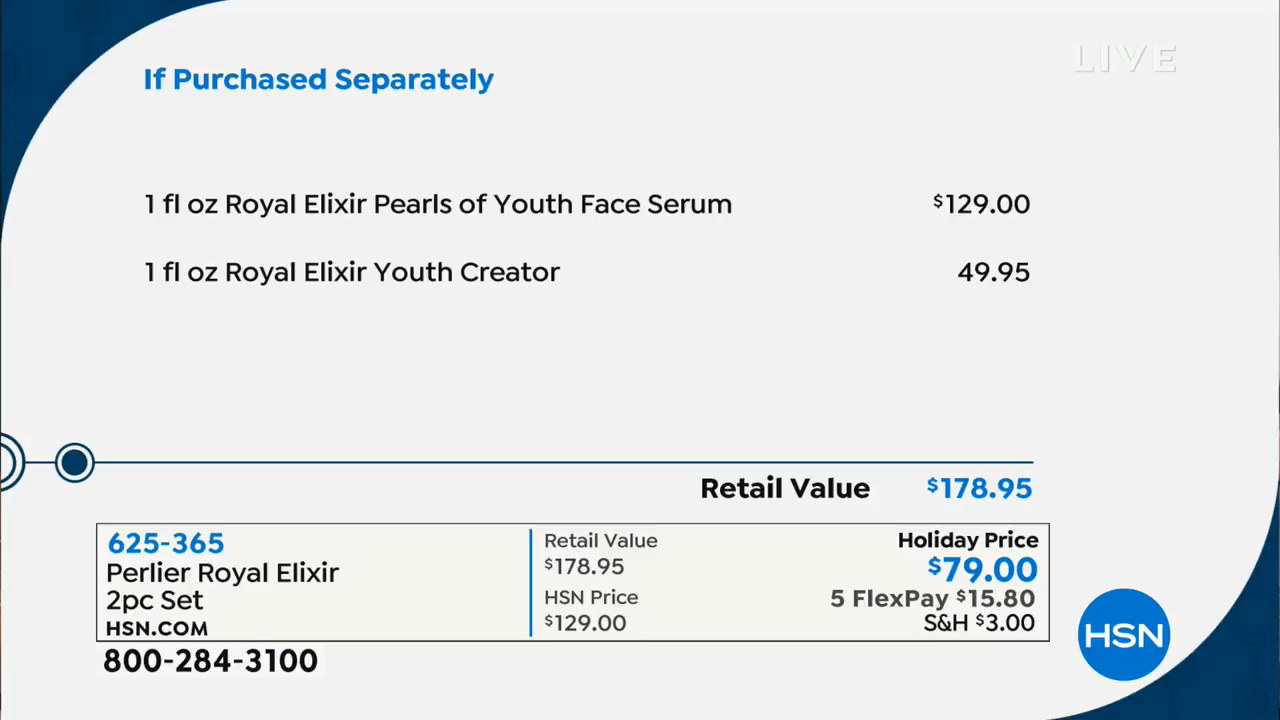 LIVE
If Purchased Separately
1 fl oz Royal Elixir Pearls of Youth Face Serum $129.00
1 fl oz Royal Elixir Youth Creator 49.95
Retail Value $178.95
625-365
Perlier Royal Elixir
2pc Set
HSN.COM
Retail Value
$178.95
HSN Price
$129.00
Holiday Price
$79.00
5 FlexPay $15.80
S&H $3.00
800-284-3100
HSN